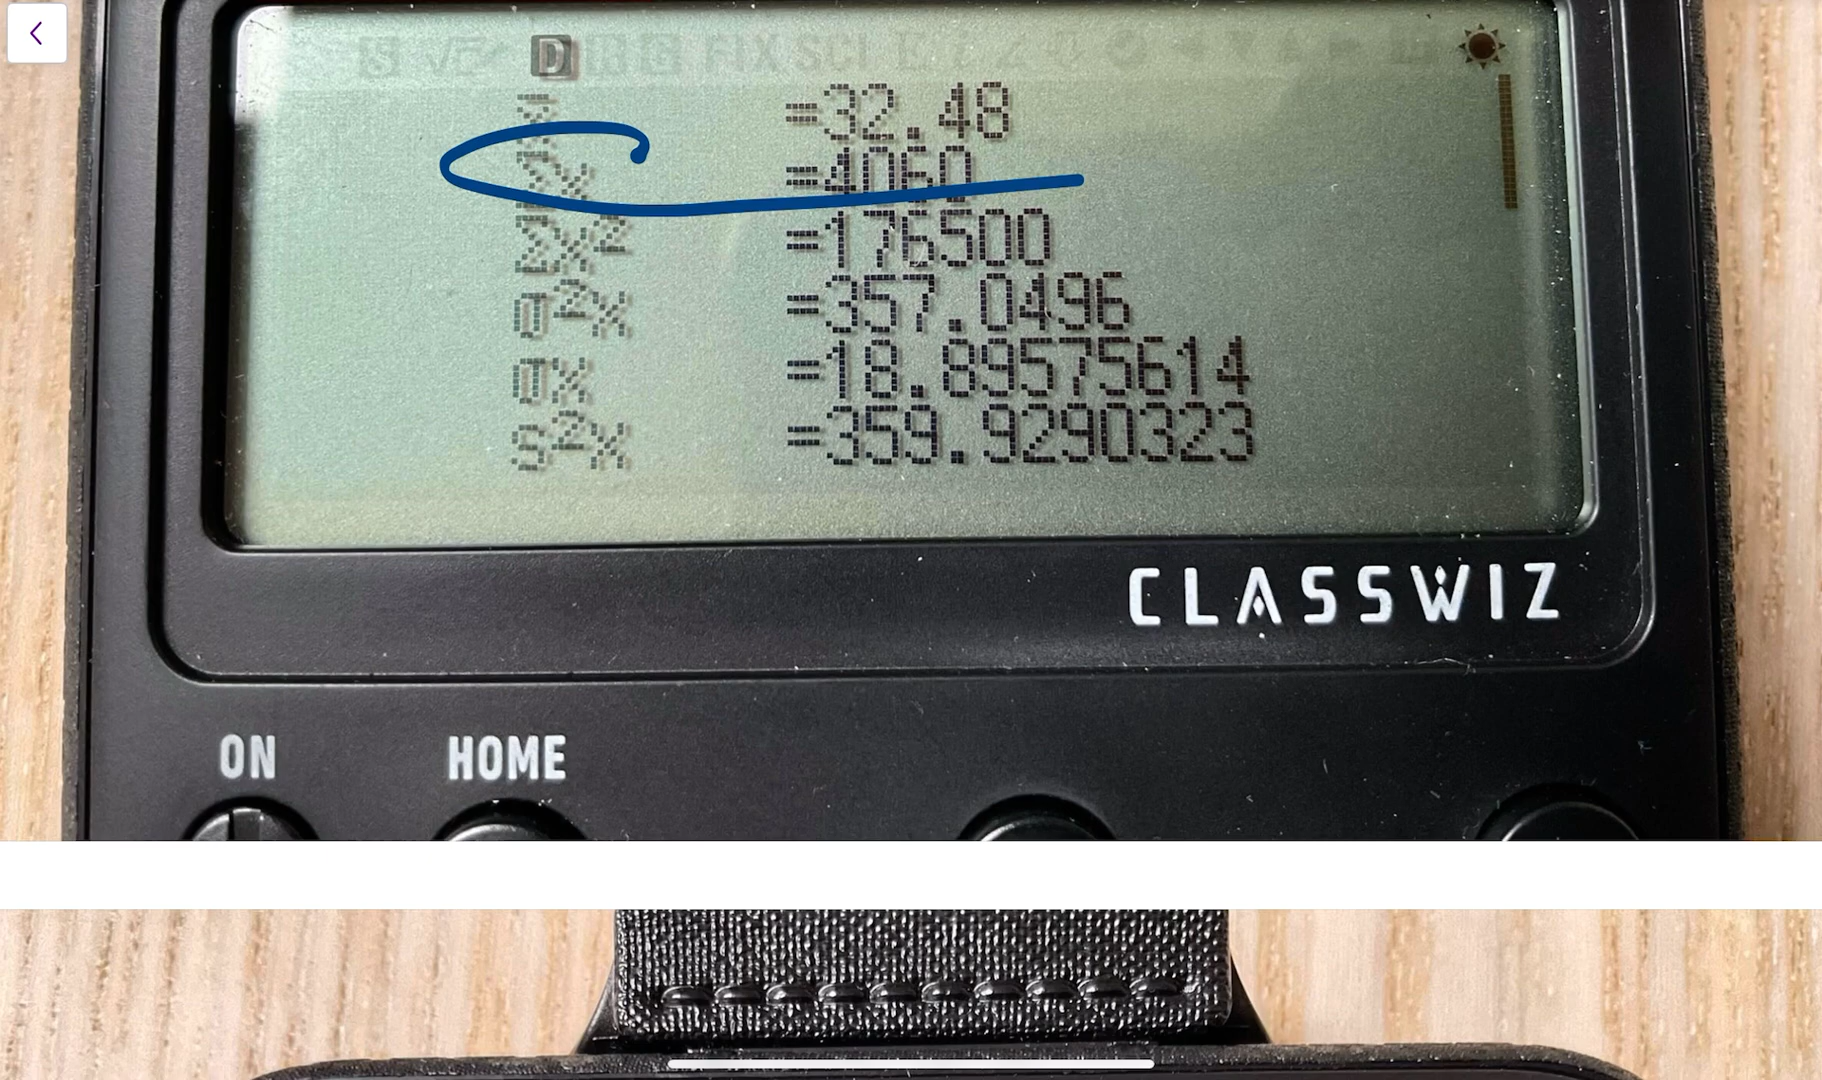 D
x̄ =32.48
Σx =4060
Σx² =176500
σ²x =357.0496
σx =18.89575614
s²x =359.9290323
CLASSWIZ
ON HOME